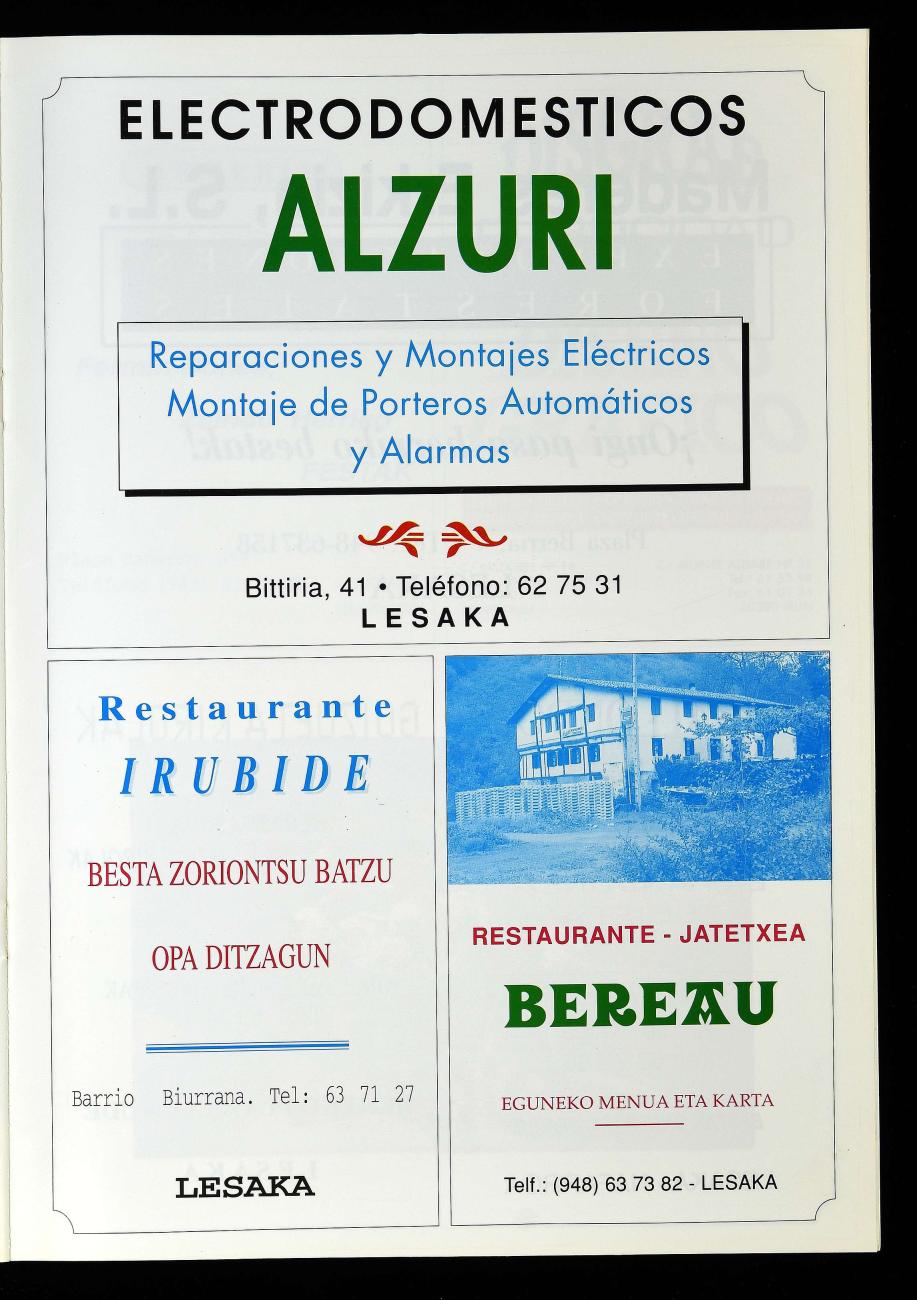 ELECTRODOMESTICOS
ALZURI
Reparaciones y Montajes Eléctricos
Montaje de Porteros Automáticos
y Alarmas
Bittiria, 41 • Teléfono: 62 75 31
LESAKA
Restaurante
IRUBIDE
BESTA ZORIONTSU BATZU
OPA DITZAGUN
Barrio Biurrana. Tel: 63 71 27
LESAKA
RESTAURANTE - JATETXEA
BEREAU
EGUNEKO MENUA ETA KARTA
Telf.: (948) 63 73 82 - LESAKA